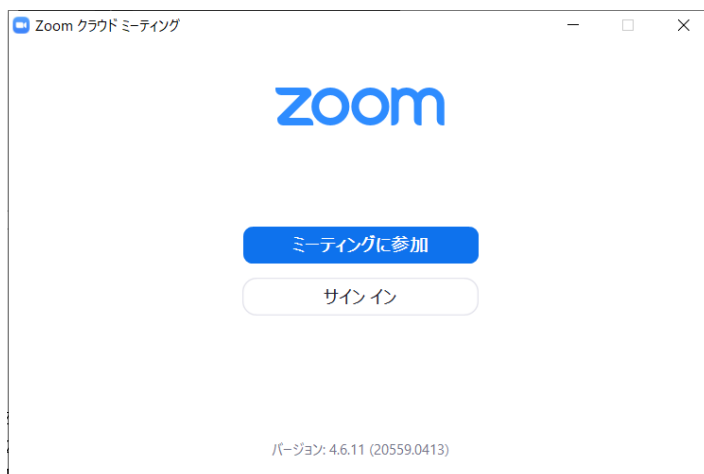 Zoom クラウド ミーティング
zoom
ミーティングに参加
サイン イン
バージョン: 4.6.11 (20559.0413)